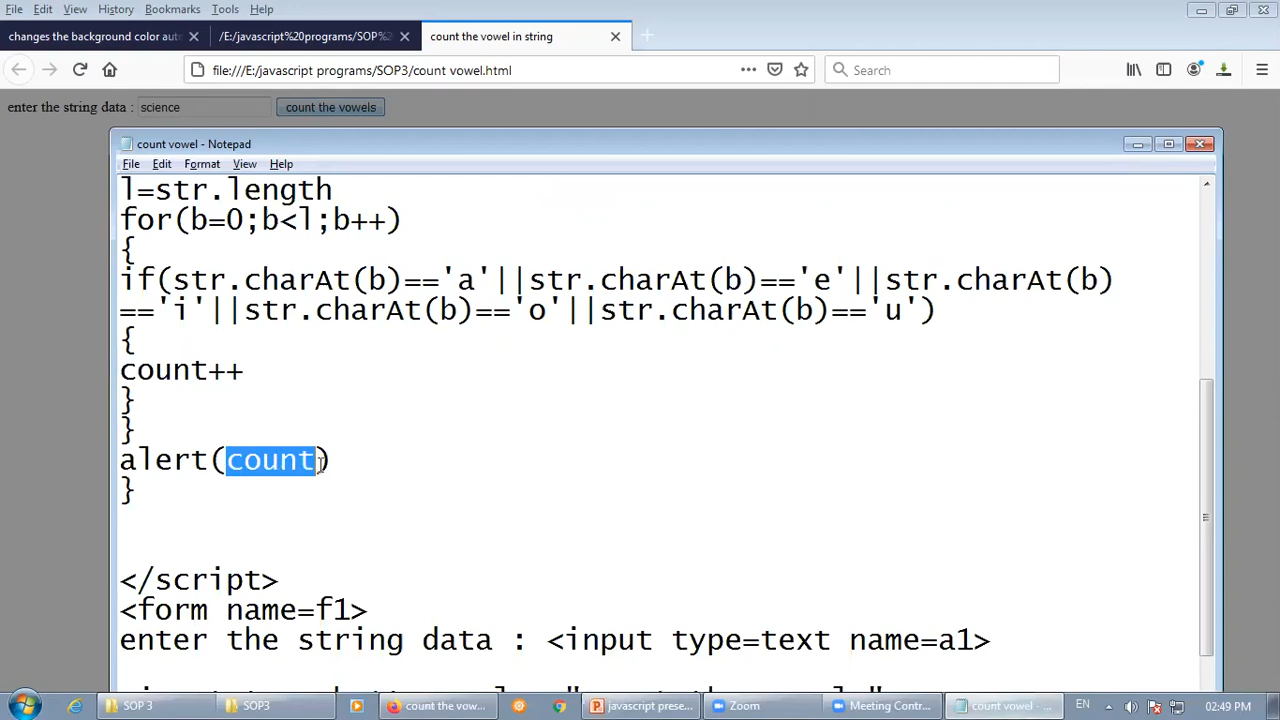 File Edit View History Bookmarks Tools Help
changes the background color aut
/E:/javascript%20programs/SOP%
count the vowel in string
file:///E:/javascript programs/SOP3/count vowel.html
Search
enter the string data : science count the vowels
count vowel - Notepad
File Edit Format View Help
l=str.length
for(b=0;b<l;b++)
{
if(str.charAt(b)=='a'||str.charAt(b)=='e'||str.charAt(b)
=='i'||str.charAt(b)=='o'||str.charAt(b)=='u')
{
count++
}
}
alert(count)
}
</script>
<form name=f1>
enter the string data : <input type=text name=a1>
SOP 3 SOP3 count the vow... javascript prese... Zoom Meeting Contr... count vowel - ... EN 02:49 PM